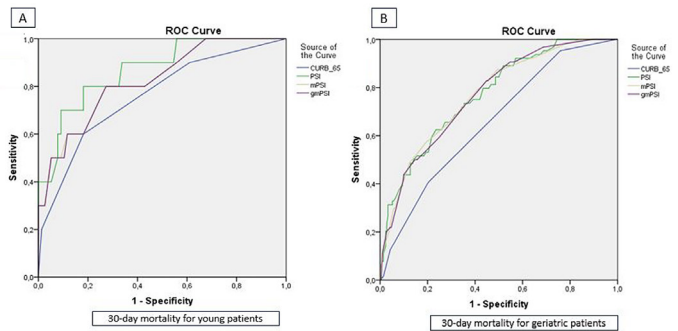 A
ROC Curve
Sensitivity
1,0
0,8
0,6
0,4
0,2
0,0
0,0 0,2 0,4 0,6 0,8 1,0
1 - Specificity
Source of
the Curve
CURB_65
PSI
mPSI
gmPSI
30-day mortality for young patients
B
ROC Curve
Sensitivity
1,0
0,8
0,6
0,4
0,2
0,0
0,0 0,2 0,4 0,6 0,8 1,0
1 - Specificity
Source of
the Curve
CURB_65
PSI
mPSI
gmPSI
30-day mortality for geriatric patients